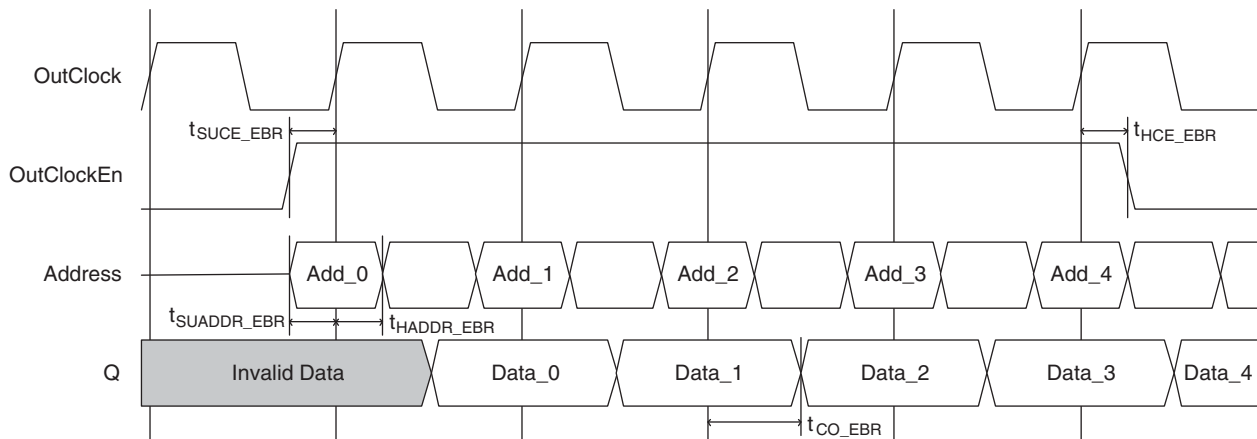 OutClock
tSUCE_EBR
tHCE_EBR
OutClockEn
Address
Add_0
Add_1
Add_2
Add_3
Add_4
tSUADDR_EBR
tHADDR_EBR
Q
Invalid Data
Data_0
Data_1
Data_2
Data_3
Data_4
tCO_EBR